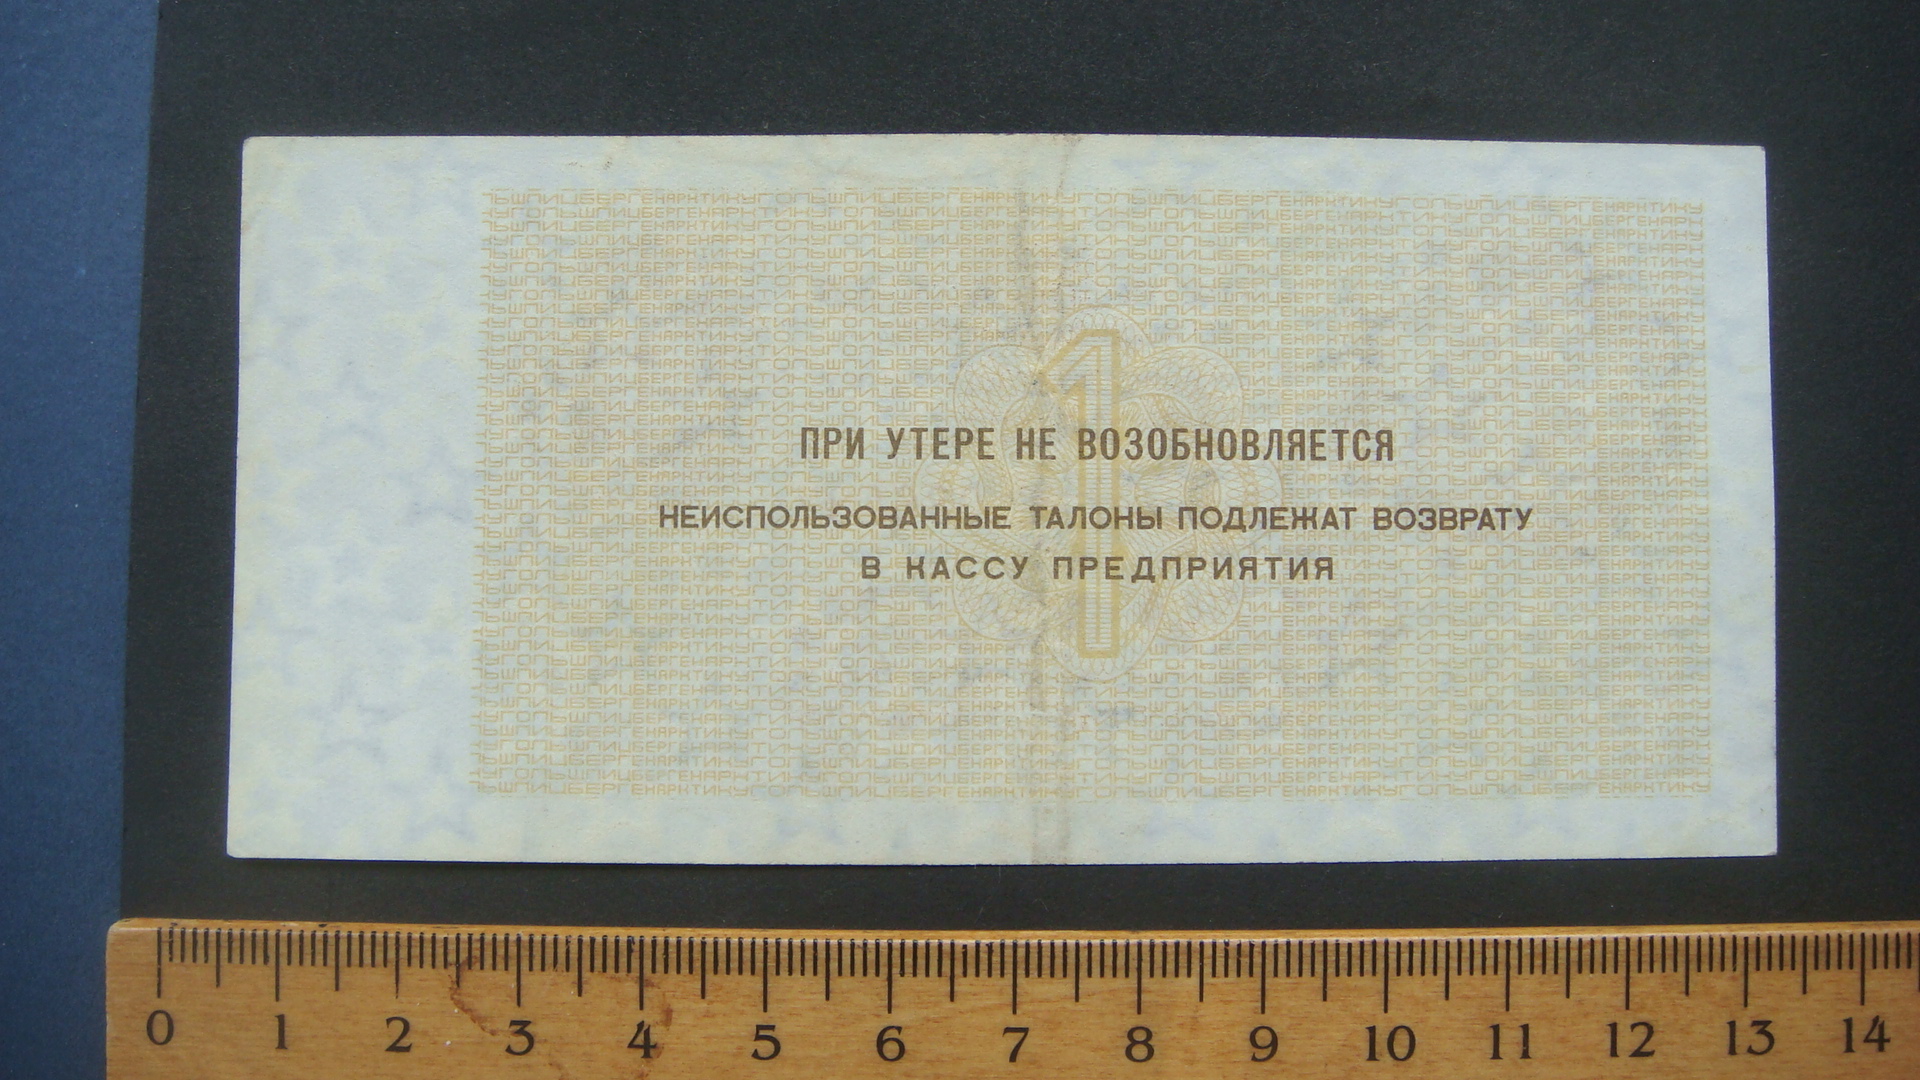 1
ПРИ УТЕРЕ НЕ ВОЗОБНОВЛЯЕТСЯ
НЕИСПОЛЬЗОВАННЫЕ ТАЛОНЫ ПОДЛЕЖАТ ВОЗВРАТУ
В КАССУ ПРЕДПРИЯТИЯ
0 1 2 3 4 5 6 7 8 9 10 11 12 13 14